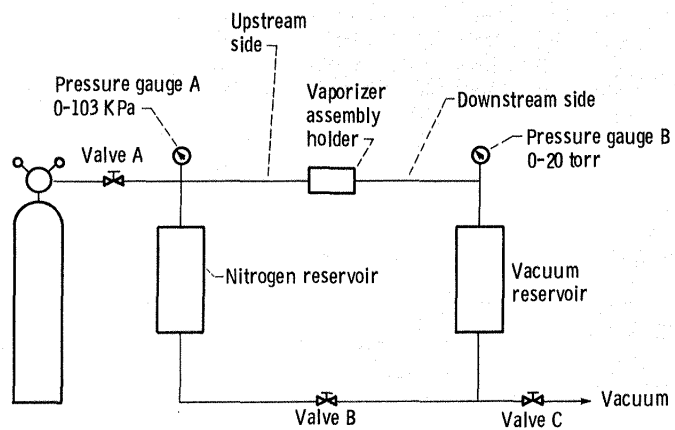 Upstream
side
Pressure gauge A
0-103 KPa
Vaporizer
assembly
holder
Downstream side
Pressure gauge B
0-20 torr
Valve A
Nitrogen reservoir
Vacuum
reservoir
Valve B
Valve C
Vacuum